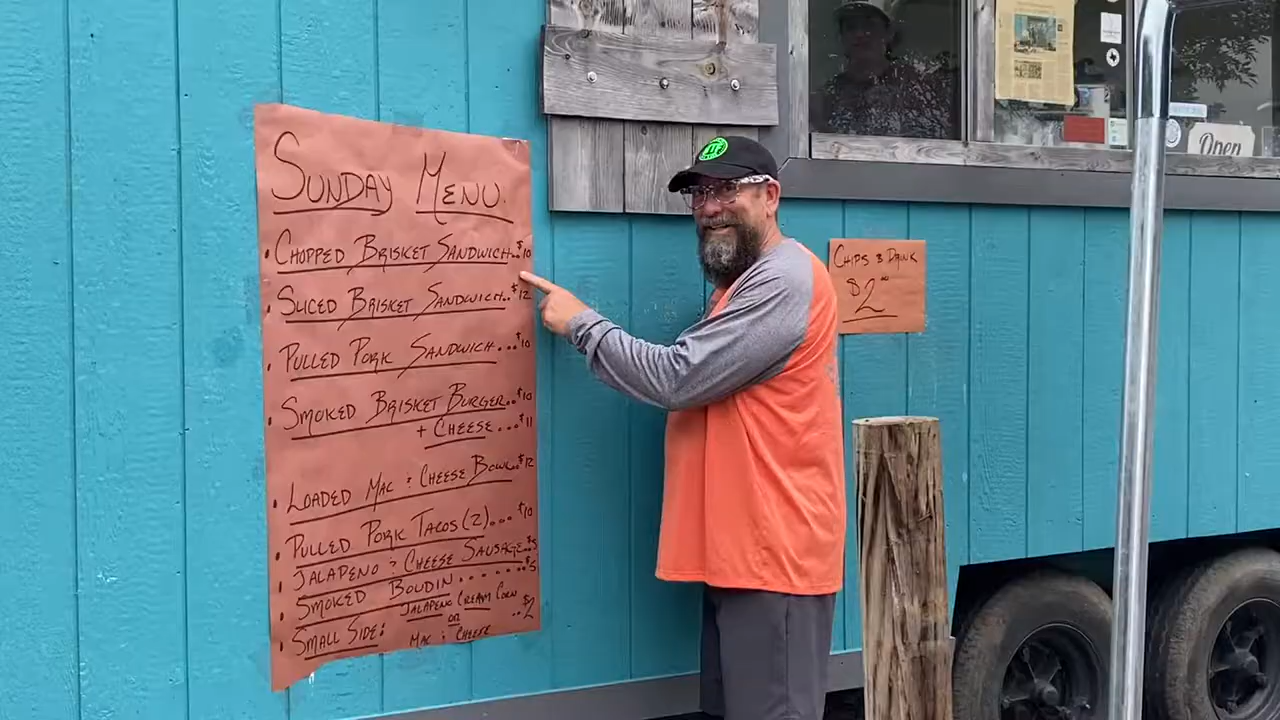 SUNDAY MENU.
• CHOPPED BRISKET SANDWICH..$10
• SLICED BRISKET SANDWICH..$12
• PULLED PORK SANDWICH...$10
• SMOKED BRISKET BURGER..$10
+ CHEESE...$11
• LOADED MAC & CHEESE BOWL..$12
• PULLED PORK TACOS (2)...$10
• JALAPENO & CHEESE SAUSAGE..$5
• SMOKED BOUDIN.......$5
• SMALL SIDE: JALAPENO CREAM CORN
OR ..$2
MAC & CHEESE
CHIPS & DRINK
$2.00
Open